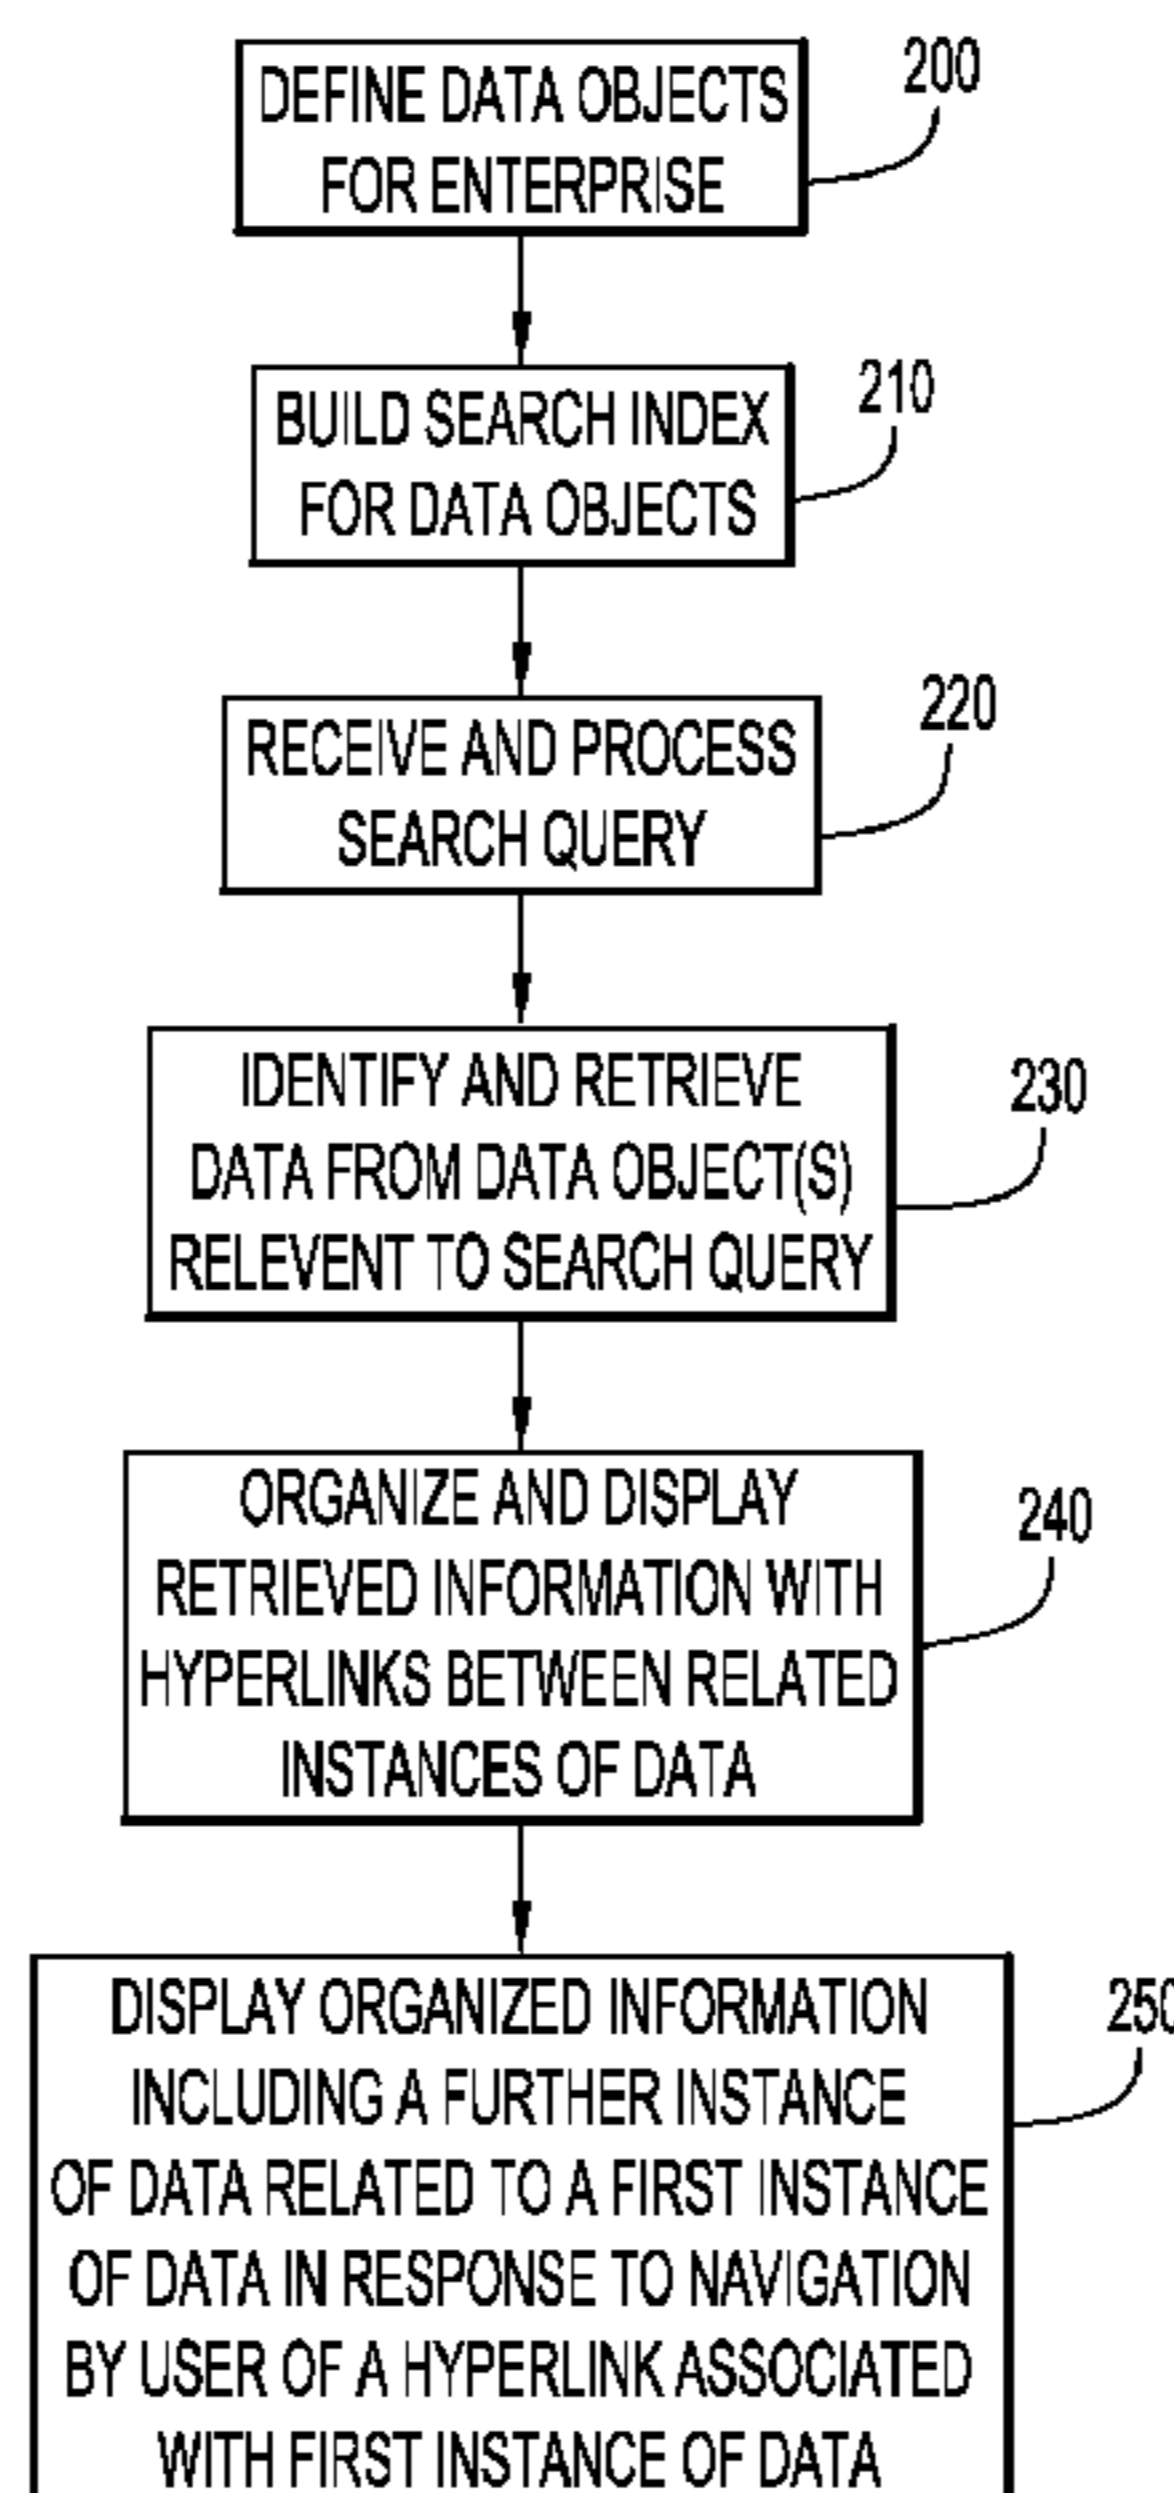 DEFINE DATA OBJECTS
FOR ENTERPRISE
200
BUILD SEARCH INDEX
FOR DATA OBJECTS
210
RECEIVE AND PROCESS
SEARCH QUERY
220
IDENTIFY AND RETRIEVE
DATA FROM DATA OBJECT(S)
RELEVENT TO SEARCH QUERY
230
ORGANIZE AND DISPLAY
RETRIEVED INFORMATION WITH
HYPERLINKS BETWEEN RELATED
INSTANCES OF DATA
240
DISPLAY ORGANIZED INFORMATION
INCLUDING A FURTHER INSTANCE
OF DATA RELATED TO A FIRST INSTANCE
OF DATA IN RESPONSE TO NAVIGATION
BY USER OF A HYPERLINK ASSOCIATED
WITH FIRST INSTANCE OF DATA
250